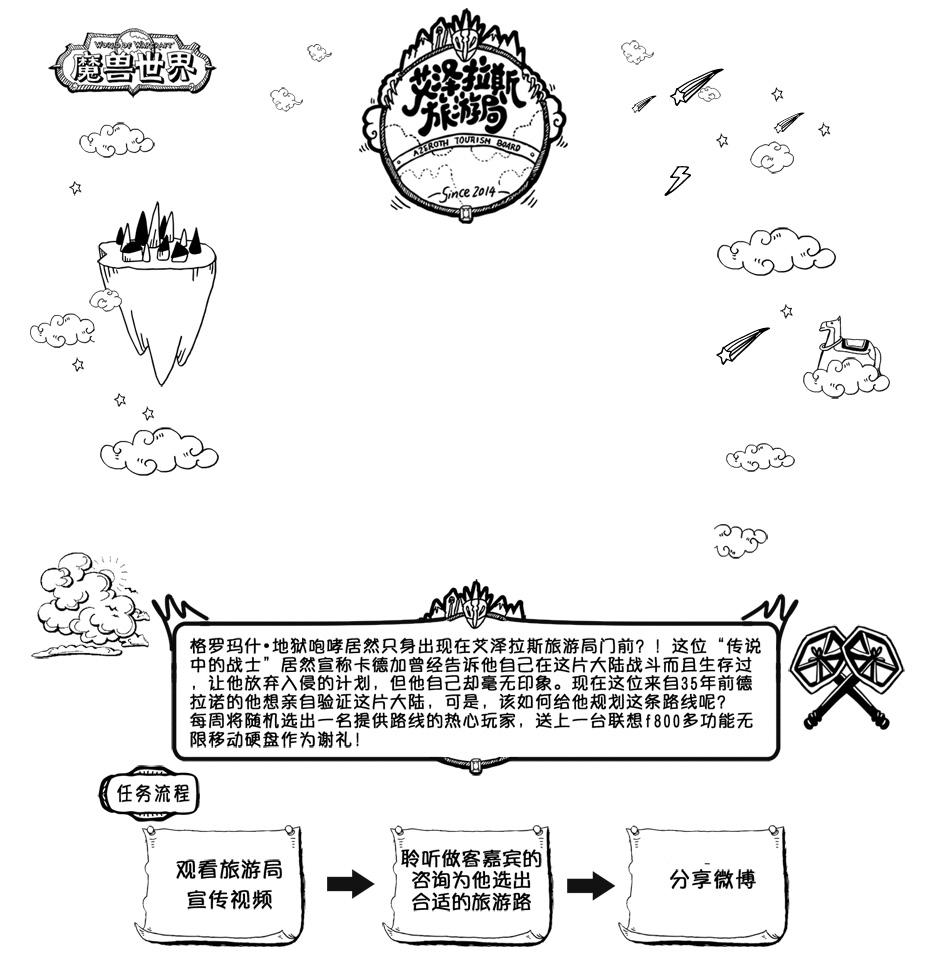 WORLD OF WARCRAFT
魔兽世界
艾泽拉斯
旅游局
AZEROTH TOURISH BOARD
Since 2014
格罗玛什·地狱咆哮居然只身出现在艾泽拉斯旅游局门前？！这位“传说
中的战士”居然宣称卡德加曾经告诉他自己在这片大陆战斗而且生存过
，让他放弃入侵的计划，但他自己却毫无印象。现在这位来自35年前德
拉诺的他想亲自验证这片大陆，可是，该如何给他规划这条路线呢？
每周将随机选出一名提供路线的热心玩家，送上一台联想f800多功能无
限移动硬盘作为谢礼！
任务流程
观看旅游局
宣传视频
聆听做客嘉宾的
咨询为他选出
合适的旅游路
分享微博